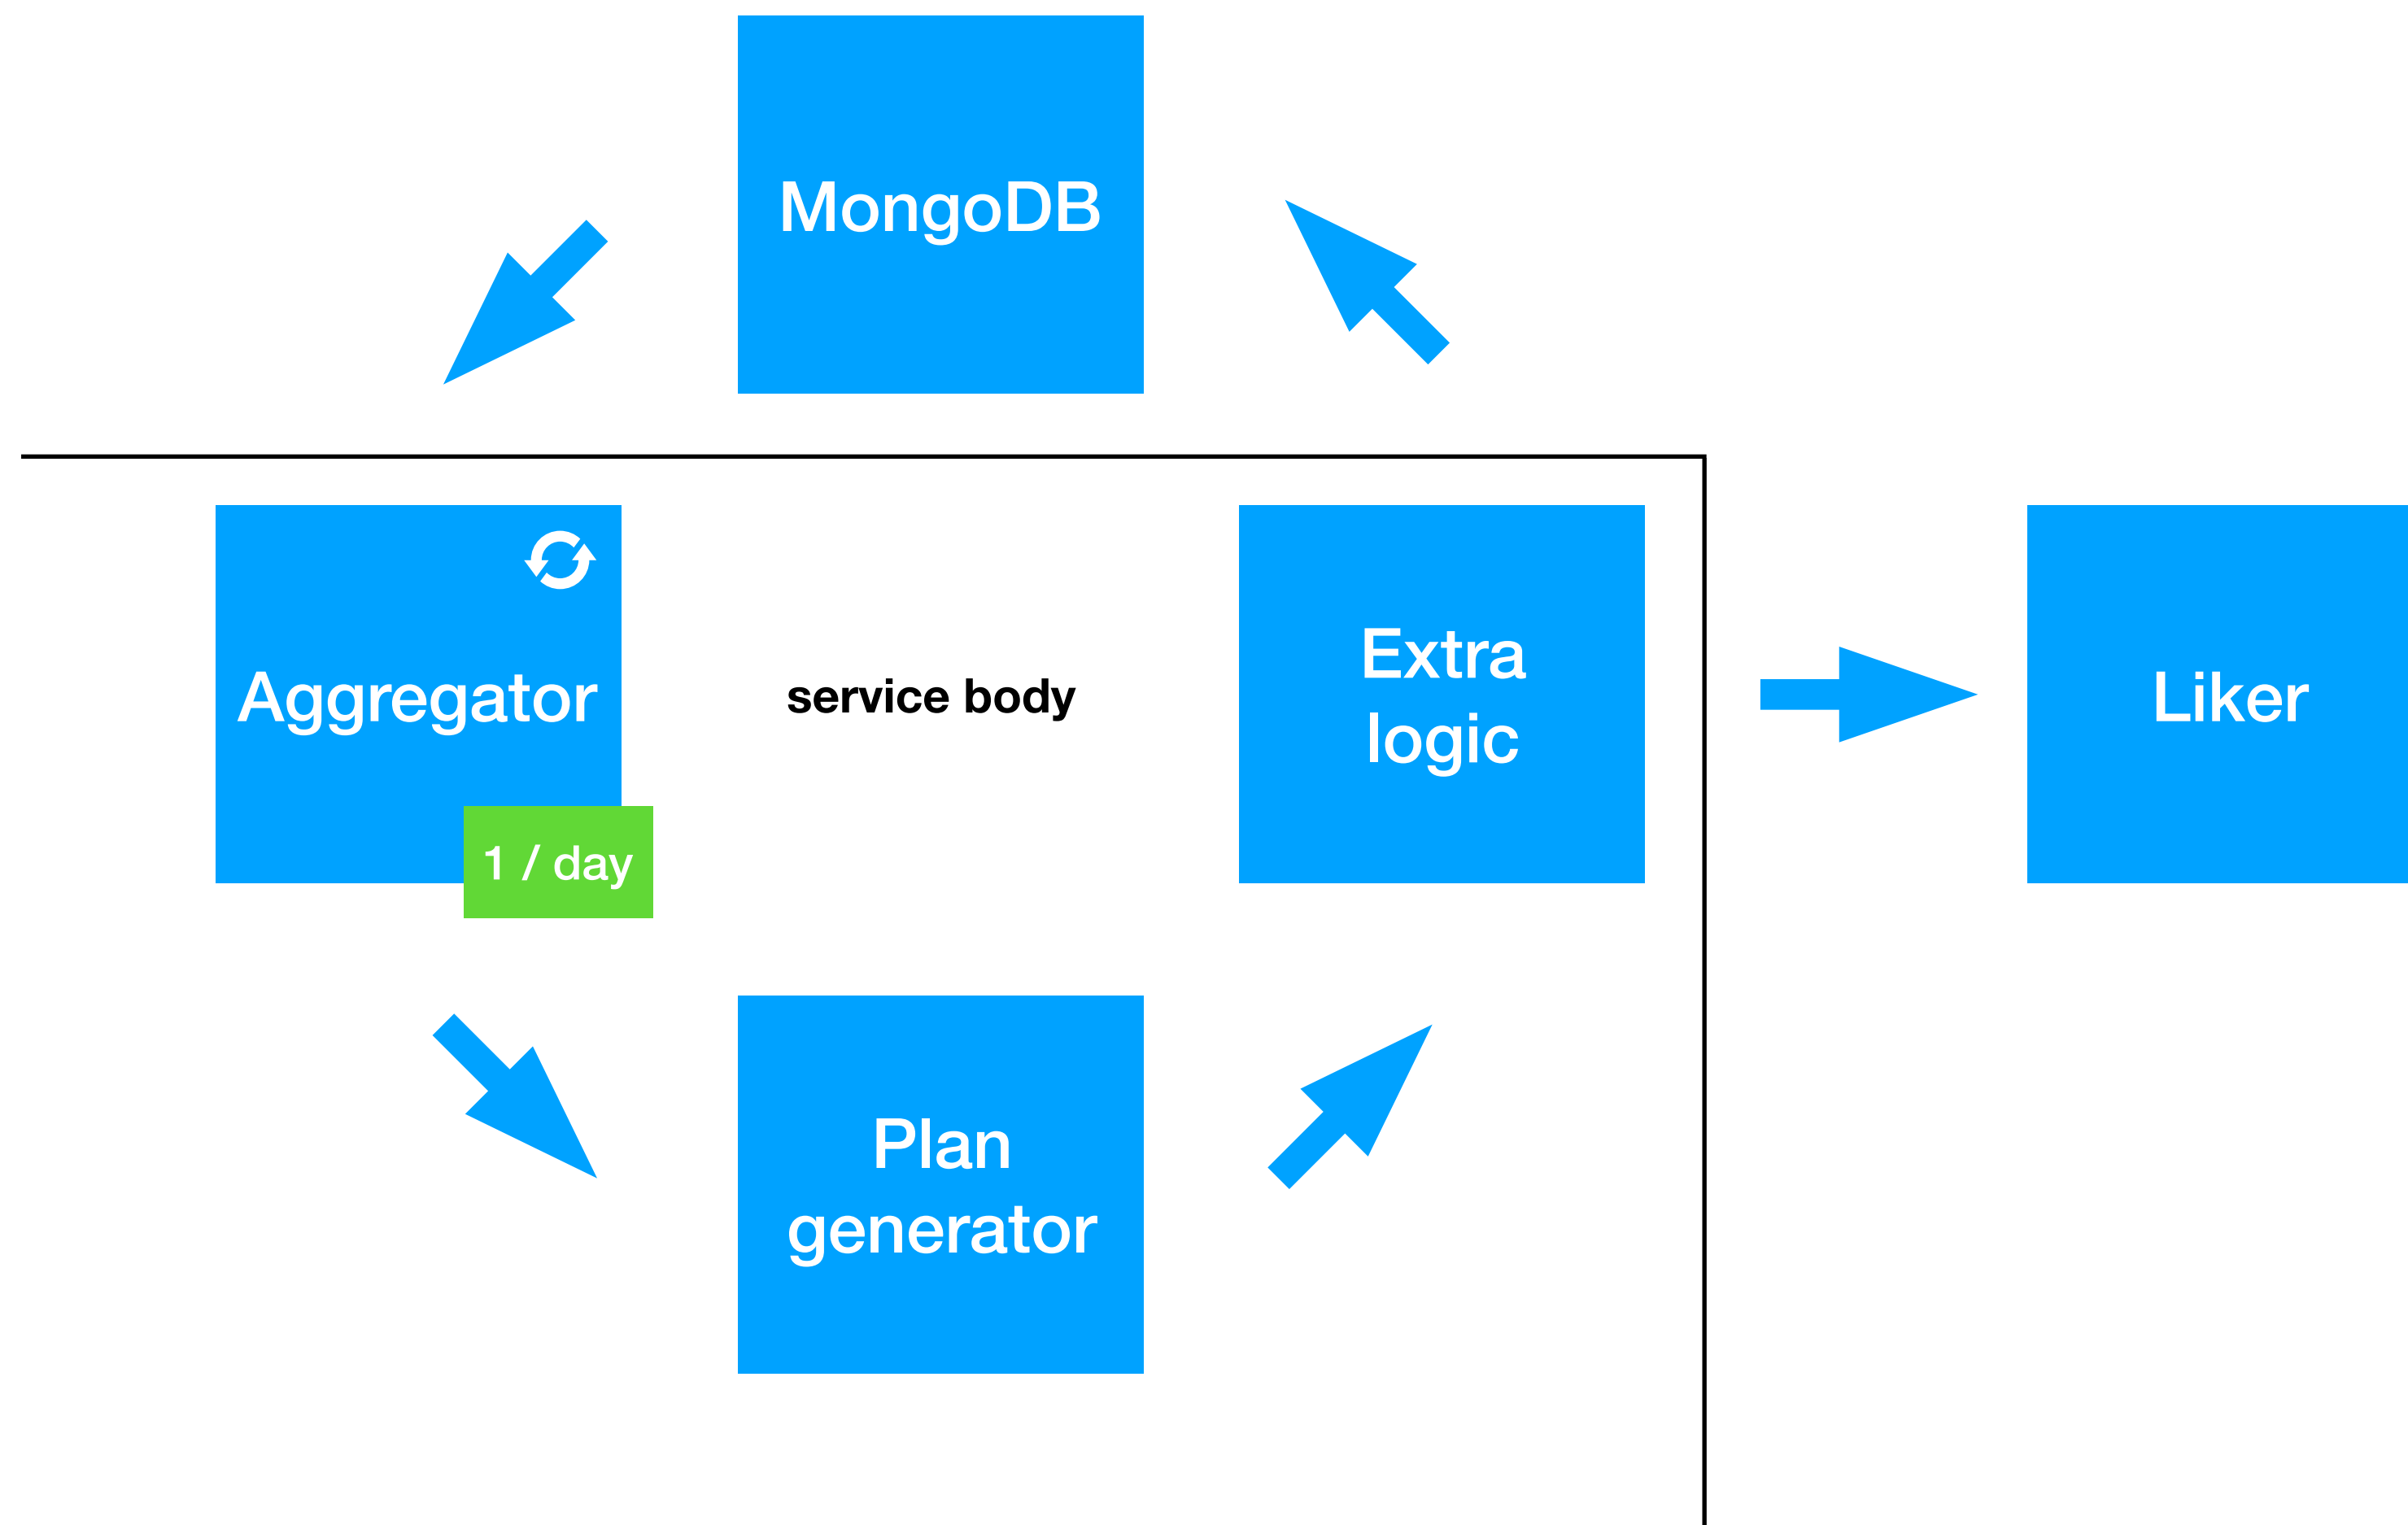 MongoDB
Aggregator
service body
Extra
logic
Liker
1 / day
Plan
generator